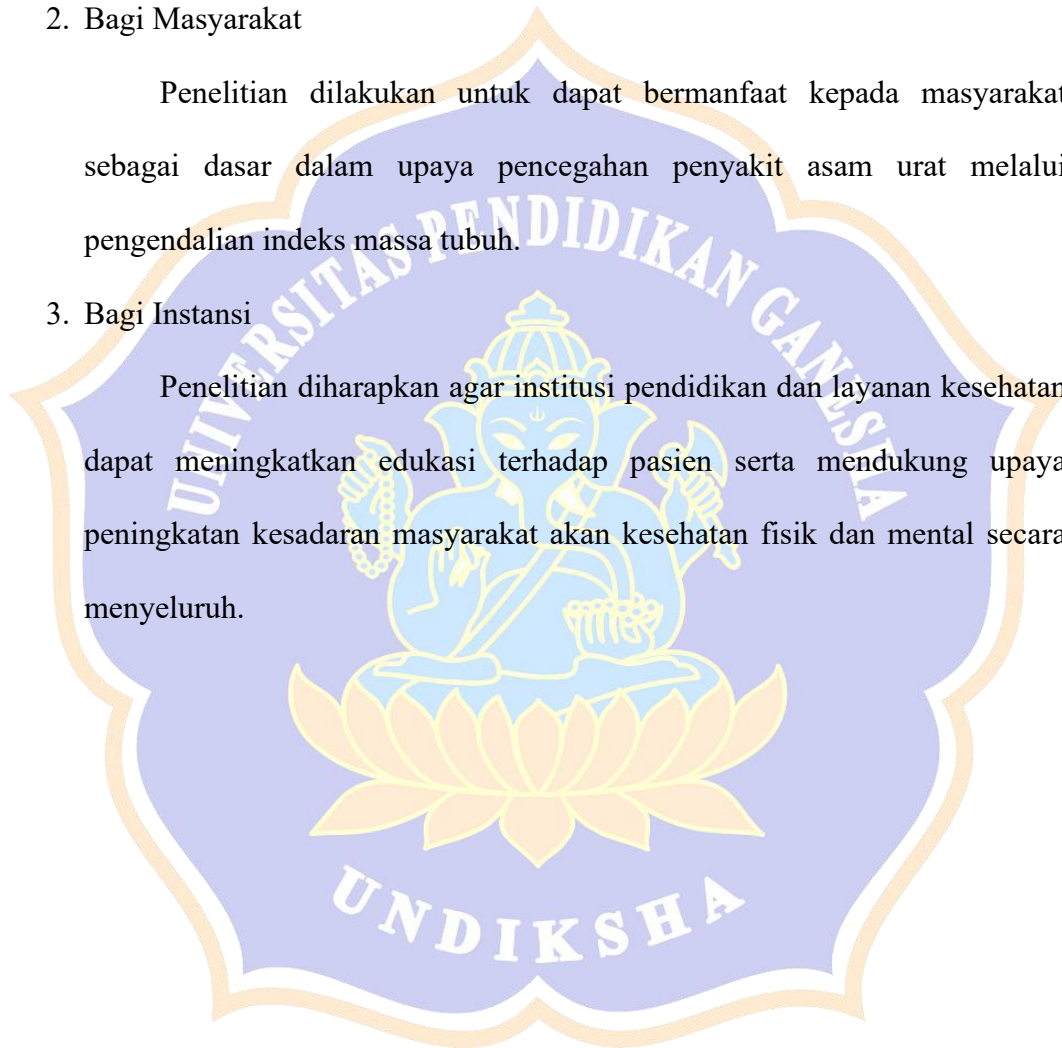 2. Bagi Masyarakat
Penelitian dilakukan untuk dapat bermanfaat kepada masyarakat
sebagai dasar dalam upaya pencegahan penyakit asam urat melalui
pengendalian indeks massa tubuh.
3. Bagi Instansi
Penelitian diharapkan agar institusi pendidikan dan layanan kesehatan
dapat meningkatkan edukasi terhadap pasien serta mendukung upaya
peningkatan kesadaran masyarakat akan kesehatan fisik dan mental secara
menyeluruh.
UNIVERSITAS PENDIDIKAN GANESHA
UNDIKSHA